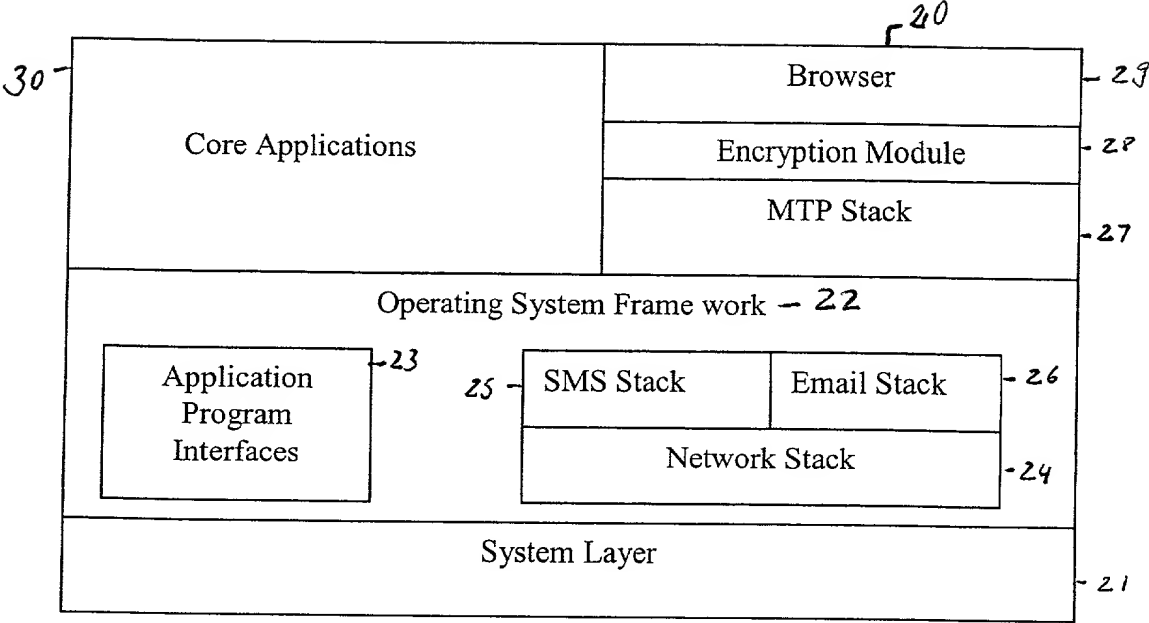 20
30
Browser
29
Core Applications
Encryption Module
28
MTP Stack
27
Operating System Frame work - 22
Application
Program
Interfaces
23
25
SMS Stack
Email Stack
26
Network Stack
24
System Layer
21